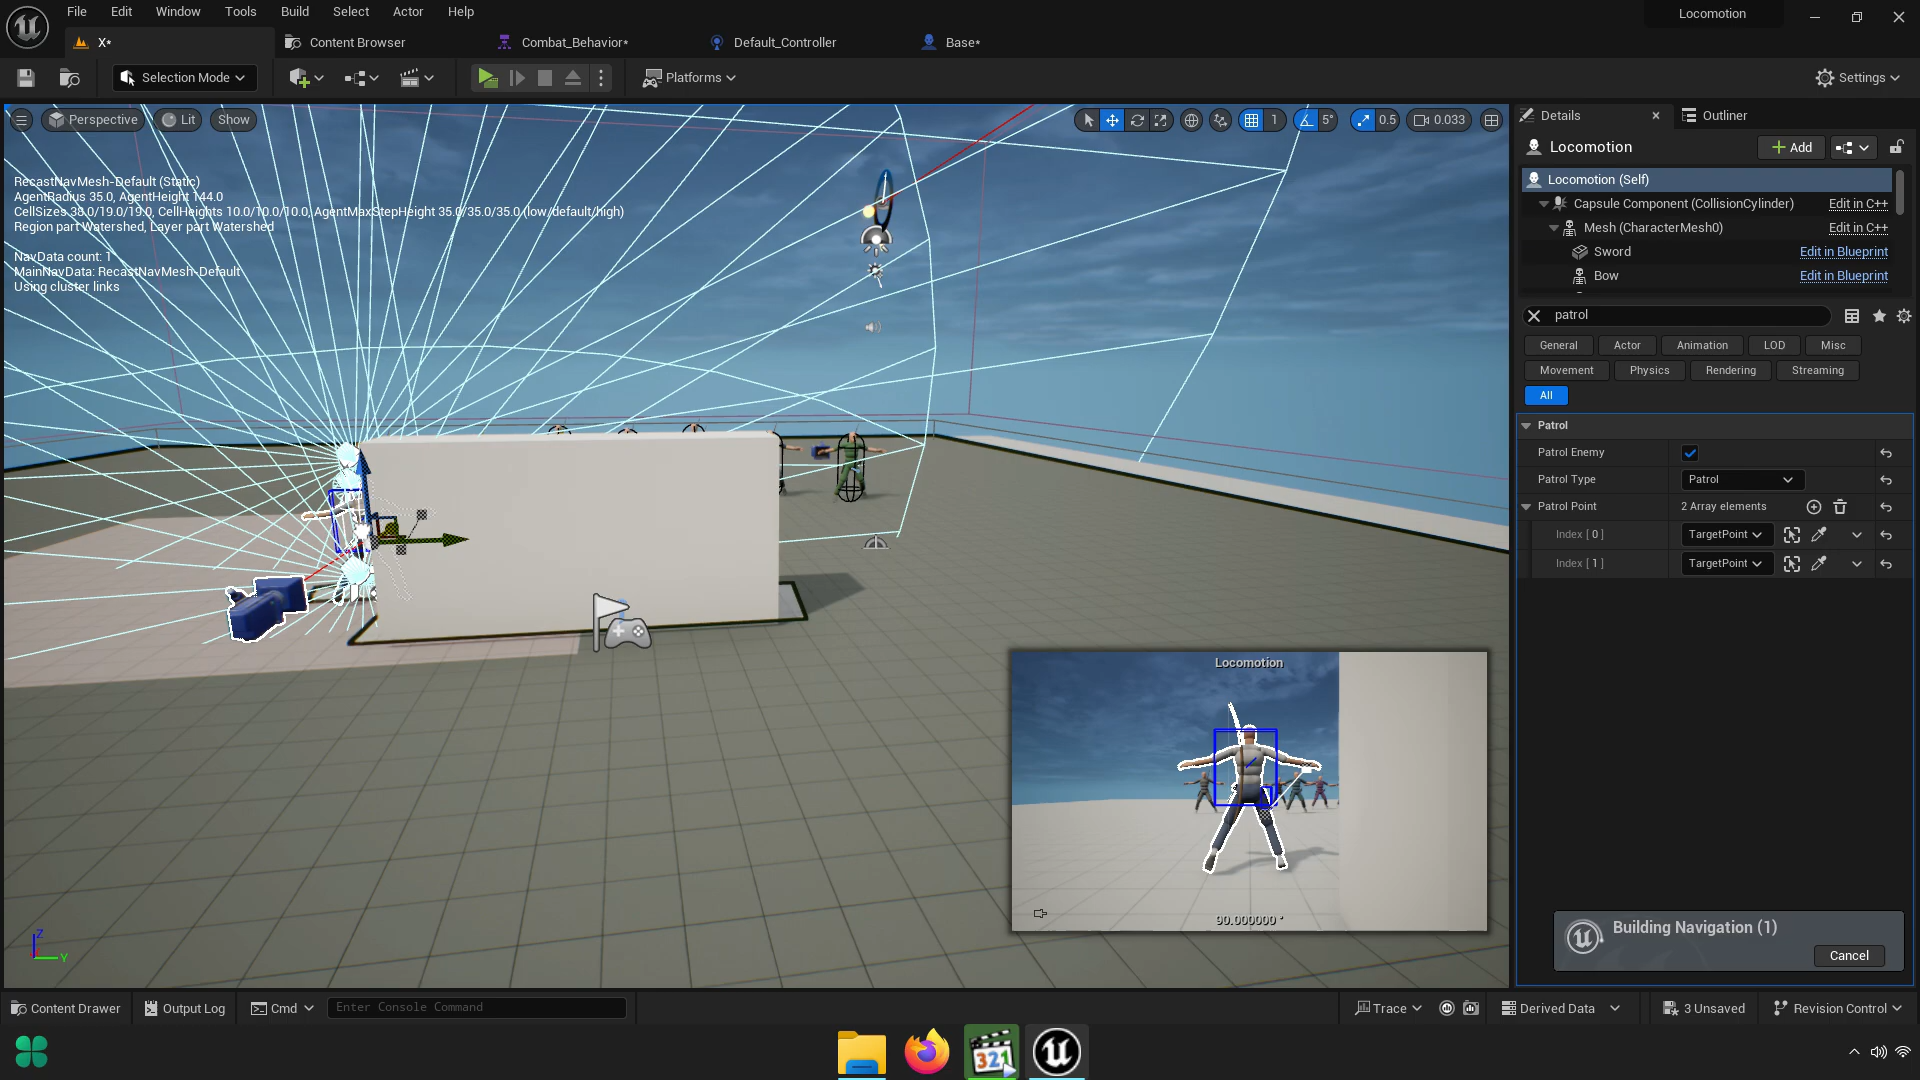 File Edit Window Tools Build Select Actor Help
Locomotion
X*
Content Browser
Combat_Behavior*
Default_Controller
Base*
Selection Mode
Platforms
Settings
Perspective
Lit
Show
1
5°
0.5
0.033
RecastNavMesh-Default (Static)
AgentRadius 35.0, AgentHeight 144.0
CellSizes 38.0/19.0/19.0, CellHeights 10.0/10.0/10.0, AgentMaxStepHeight 35.0/35.0/35.0 (low/default/high)
Region part Watershed, Layer part Watershed
NavData count: 1
MainNavData: RecastNavMesh-Default
Using cluster links
Z
Y
Locomotion
90.000000 °
Details
Outliner
Locomotion
Add
Locomotion (Self)
Capsule Component (CollisionCylinder) Edit in C++
Mesh (CharacterMesh0) Edit in C++
Sword Edit in Blueprint
Bow Edit in Blueprint
patrol
General Actor Animation LOD Misc
Movement Physics Rendering Streaming
All
Patrol
Patrol Enemy
Patrol Type Patrol
Patrol Point 2 Array elements
Index [ 0 ] TargetPoint
Index [ 1 ] TargetPoint
Building Navigation (1)
Cancel
Content Drawer
Output Log
Cmd
Enter Console Command
Trace
Derived Data
3 Unsaved
Revision Control
321